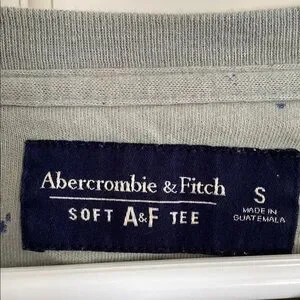 Abercrombie & Fitch
SOFT A&F TEE
S
MADE IN
GUATEMALA